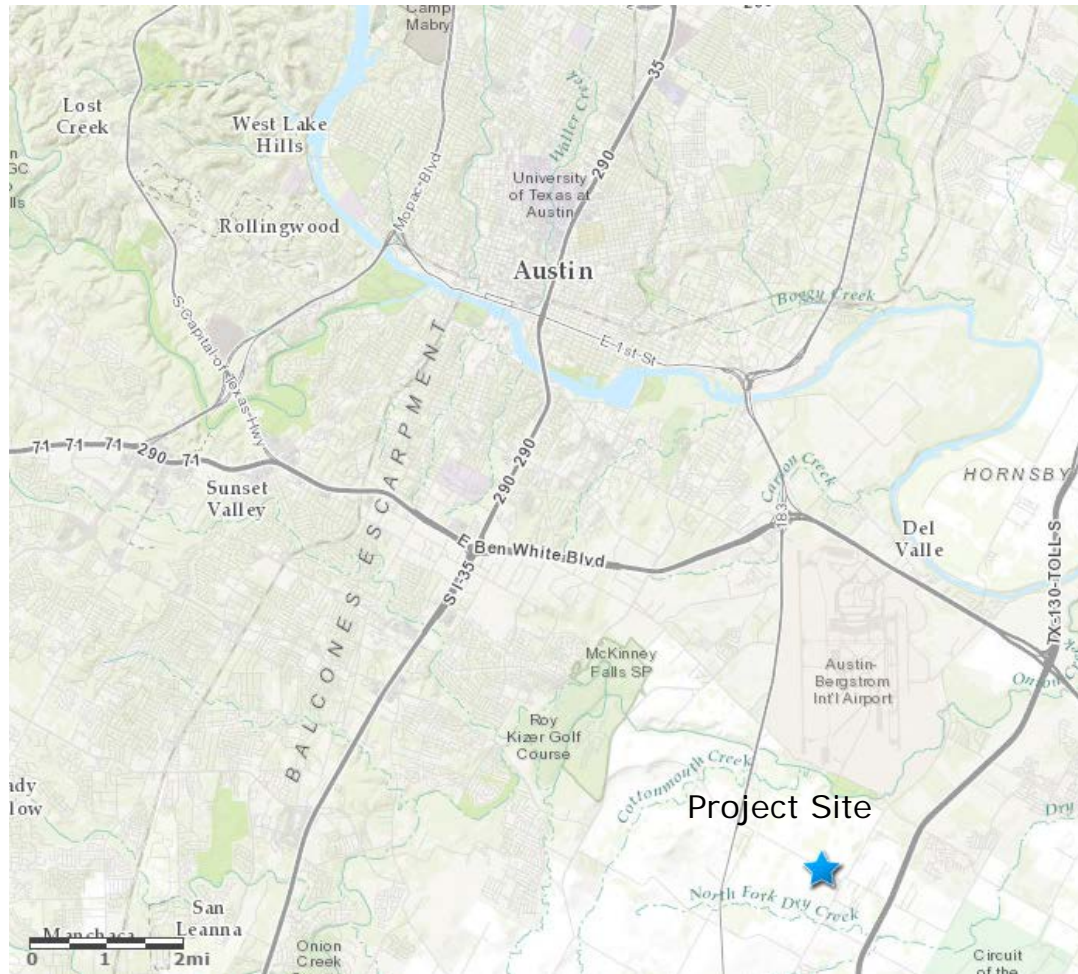 Camp
Mabry
35
Lost
Creek
West Lake
Hills
Waller Creek
290
Mopac-Blvd
University
of Texas at
Austin
Rollingwood
Austin
Boggy Creek
S Capital of Texas-Hwy
E-1st-St
BALCONES ESCARPMENT
71
71
71
290
71
290
290
Sunset
Valley
Carson Creek
HORNSBY
183
Del
Valle
E Ben White Blvd
S I-35
TX-130-TOLL-S
McKinney
Falls SP
Austin-
Bergstrom
Int'l Airport
Roy
Kizer Golf
Course
Cottonmouth Creek
Project Site
North Fork Dry Creek
Dry
San
Leanna
Manchaca
0 1 2mi
Onion
Creek
Circuit
of the